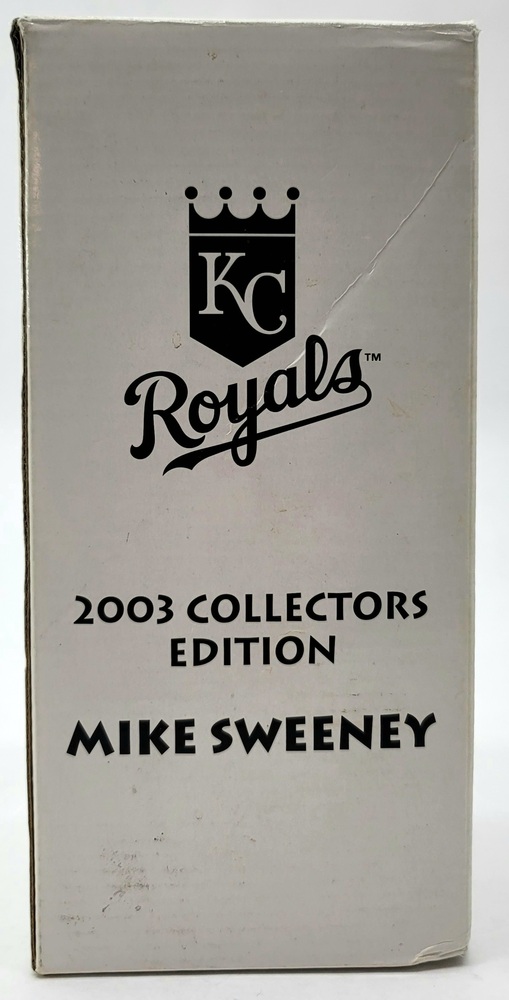 KC
Royals™
2003 COLLECTORS
EDITION
MIKE SWEENEY